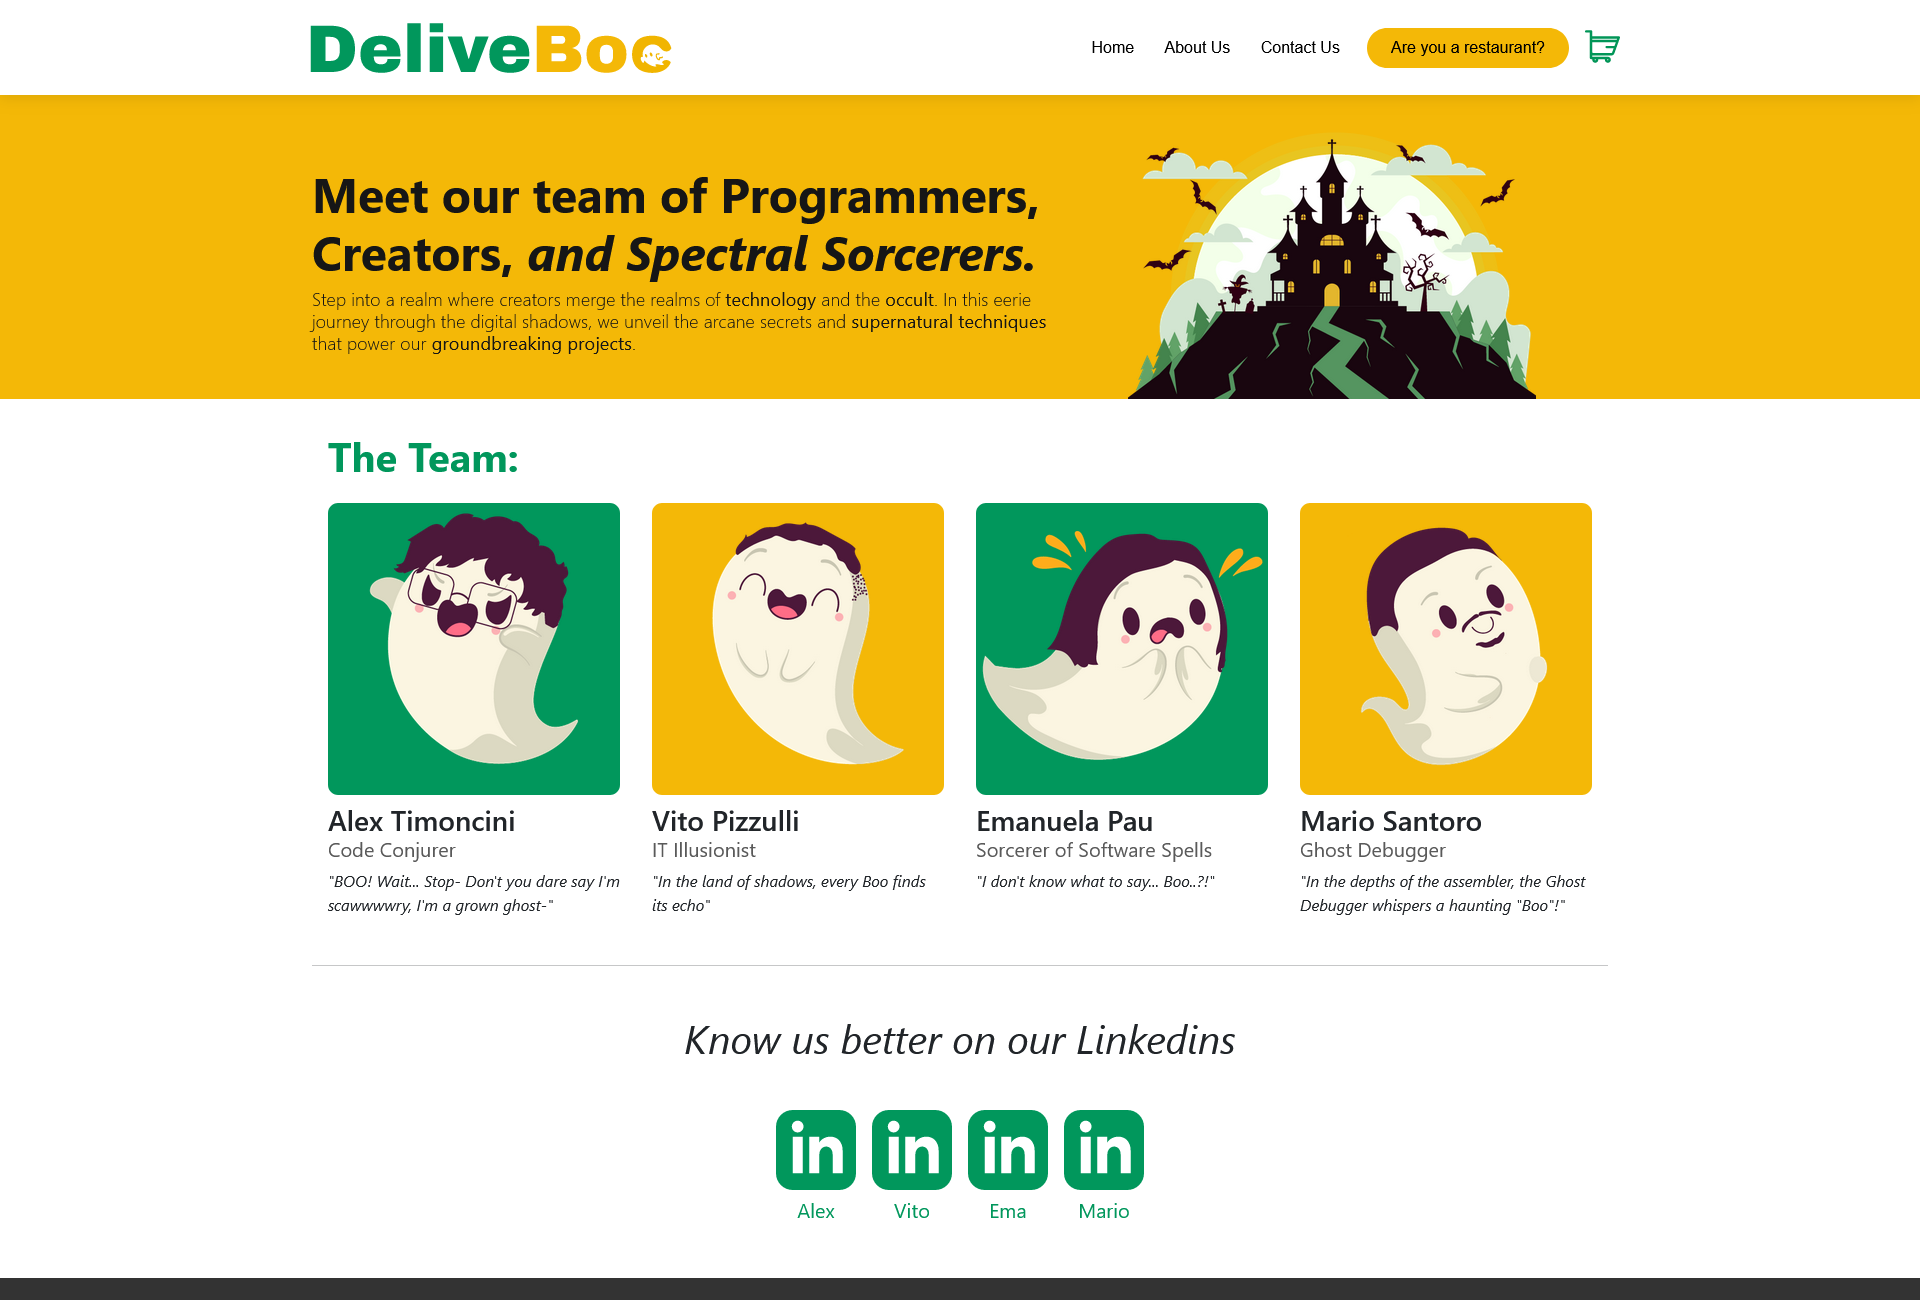 DeliveBoo
Home About Us Contact Us Are you a restaurant?
Meet our team of Programmers,
Creators, and Spectral Sorcerers.
Step into a realm where creators merge the realms of technology and the occult. In this eerie
journey through the digital shadows, we unveil the arcane secrets and supernatural techniques
that power our groundbreaking projects.
The Team:
Alex Timoncini
Code Conjurer
"BOO! Wait... Stop- Don't you dare say I'm
scawwwwry, I'm a grown ghost-"
Vito Pizzulli
IT Illusionist
"In the land of shadows, every Boo finds
its echo"
Emanuela Pau
Sorcerer of Software Spells
"I don't know what to say... Boo..?!"
Mario Santoro
Ghost Debugger
"In the depths of the assembler, the Ghost
Debugger whispers a haunting "Boo"!"
Know us better on our Linkedins
in in in in
Alex Vito Ema Mario